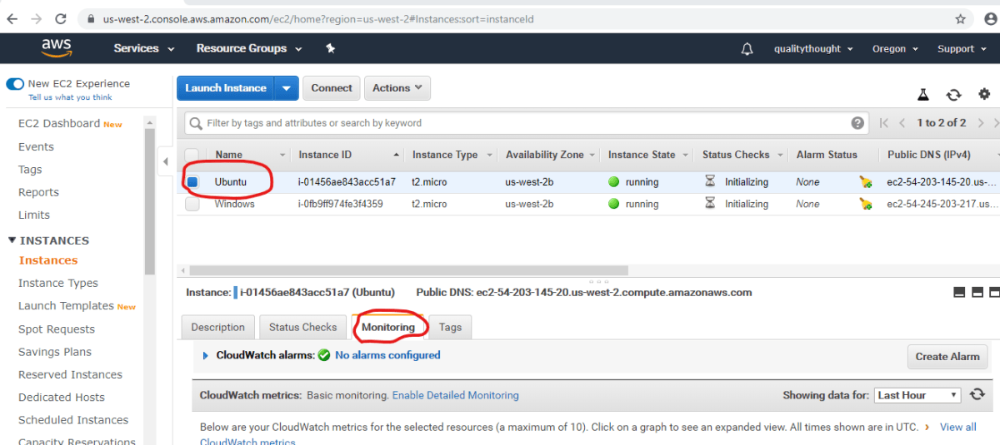 us-west-2.console.aws.amazon.com/ec2/home?region=us-west-2#Instances:sort=instanceId
aws Services Resource Groups qualitythought Oregon Support
New EC2 Experience
Tell us what you think
EC2 Dashboard New
Events
Tags
Reports
Limits
INSTANCES
Instances
Instance Types
Launch Templates New
Spot Requests
Savings Plans
Reserved Instances
Dedicated Hosts
Scheduled Instances
Capacity Reservations
Launch Instance Connect Actions
Filter by tags and attributes or search by keyword ? 1 to 2 of 2
Name Instance ID Instance Type Availability Zone Instance State Status Checks Alarm Status Public DNS (IPv4)
Ubuntu i-01456ae843acc51a7 t2.micro us-west-2b running Initializing None ec2-54-203-145-20.us-...
Windows i-0fb9ff974fe3f4359 t2.micro us-west-2b running Initializing None ec2-54-245-203-217.us...
Instance: i-01456ae843acc51a7 (Ubuntu) Public DNS: ec2-54-203-145-20.us-west-2.compute.amazonaws.com
Description Status Checks Monitoring Tags
CloudWatch alarms: No alarms configured Create Alarm
CloudWatch metrics: Basic monitoring. Enable Detailed Monitoring Showing data for: Last Hour
Below are your CloudWatch metrics for the selected resources (a maximum of 10). Click on a graph to see an expanded view. All times shown are in UTC. › View all
CloudWatch metrics